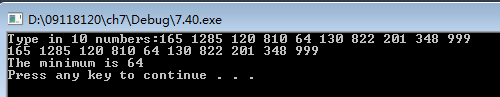 D:\09118120\ch7\Debug\7.40.exe
Type in 10 numbers:165 1285 120 810 64 130 822 201 348 999
165 1285 120 810 64 130 822 201 348 999
The minimum is 64
Press any key to continue . . .